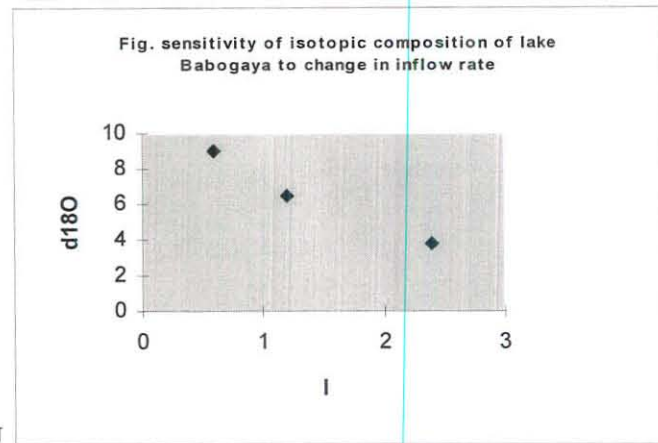 Fig. sensitivity of isotopic composition of lake
Babogaya to change in inflow rate
10
8
6
4
2
0
d18O
0 1 2 3
I